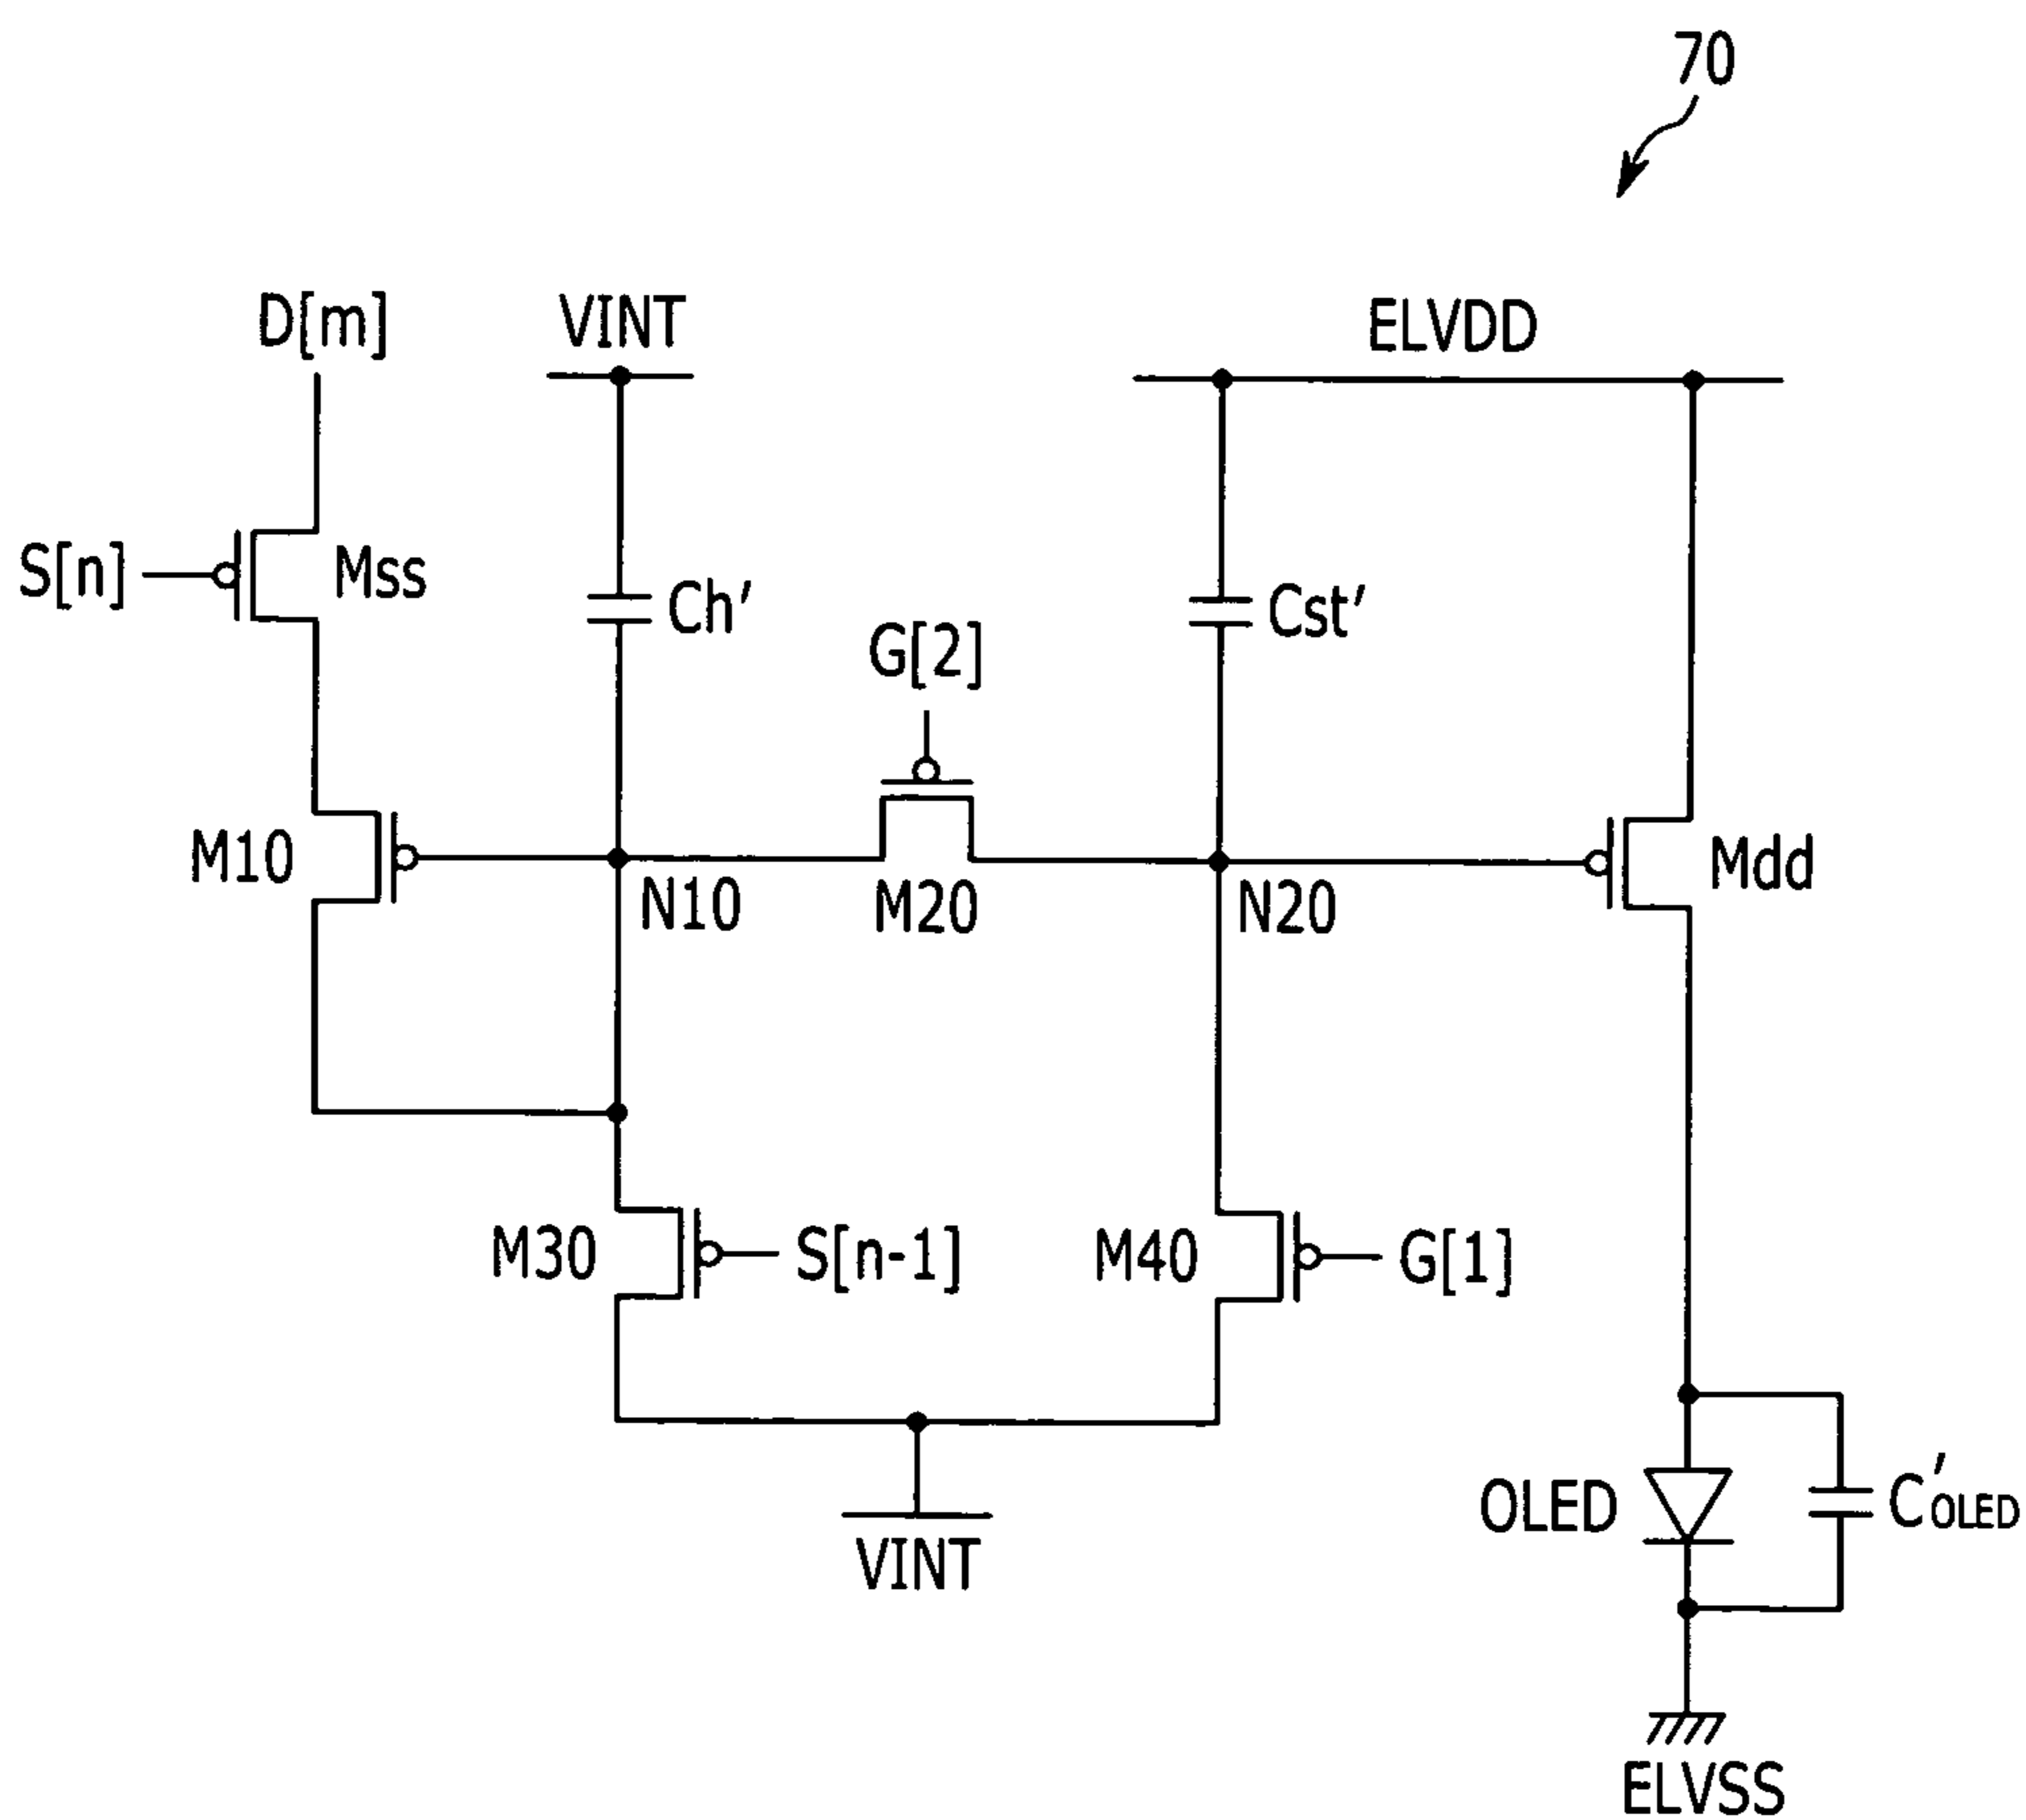 70
D[m]
VINT
ELVDD
S[n]
Mss
Ch'
Cst'
G[2]
M10
N10
M20
N20
Mdd
M30
S[n-1]
M40
G[1]
OLED
C'OLED
VINT
ELVSS